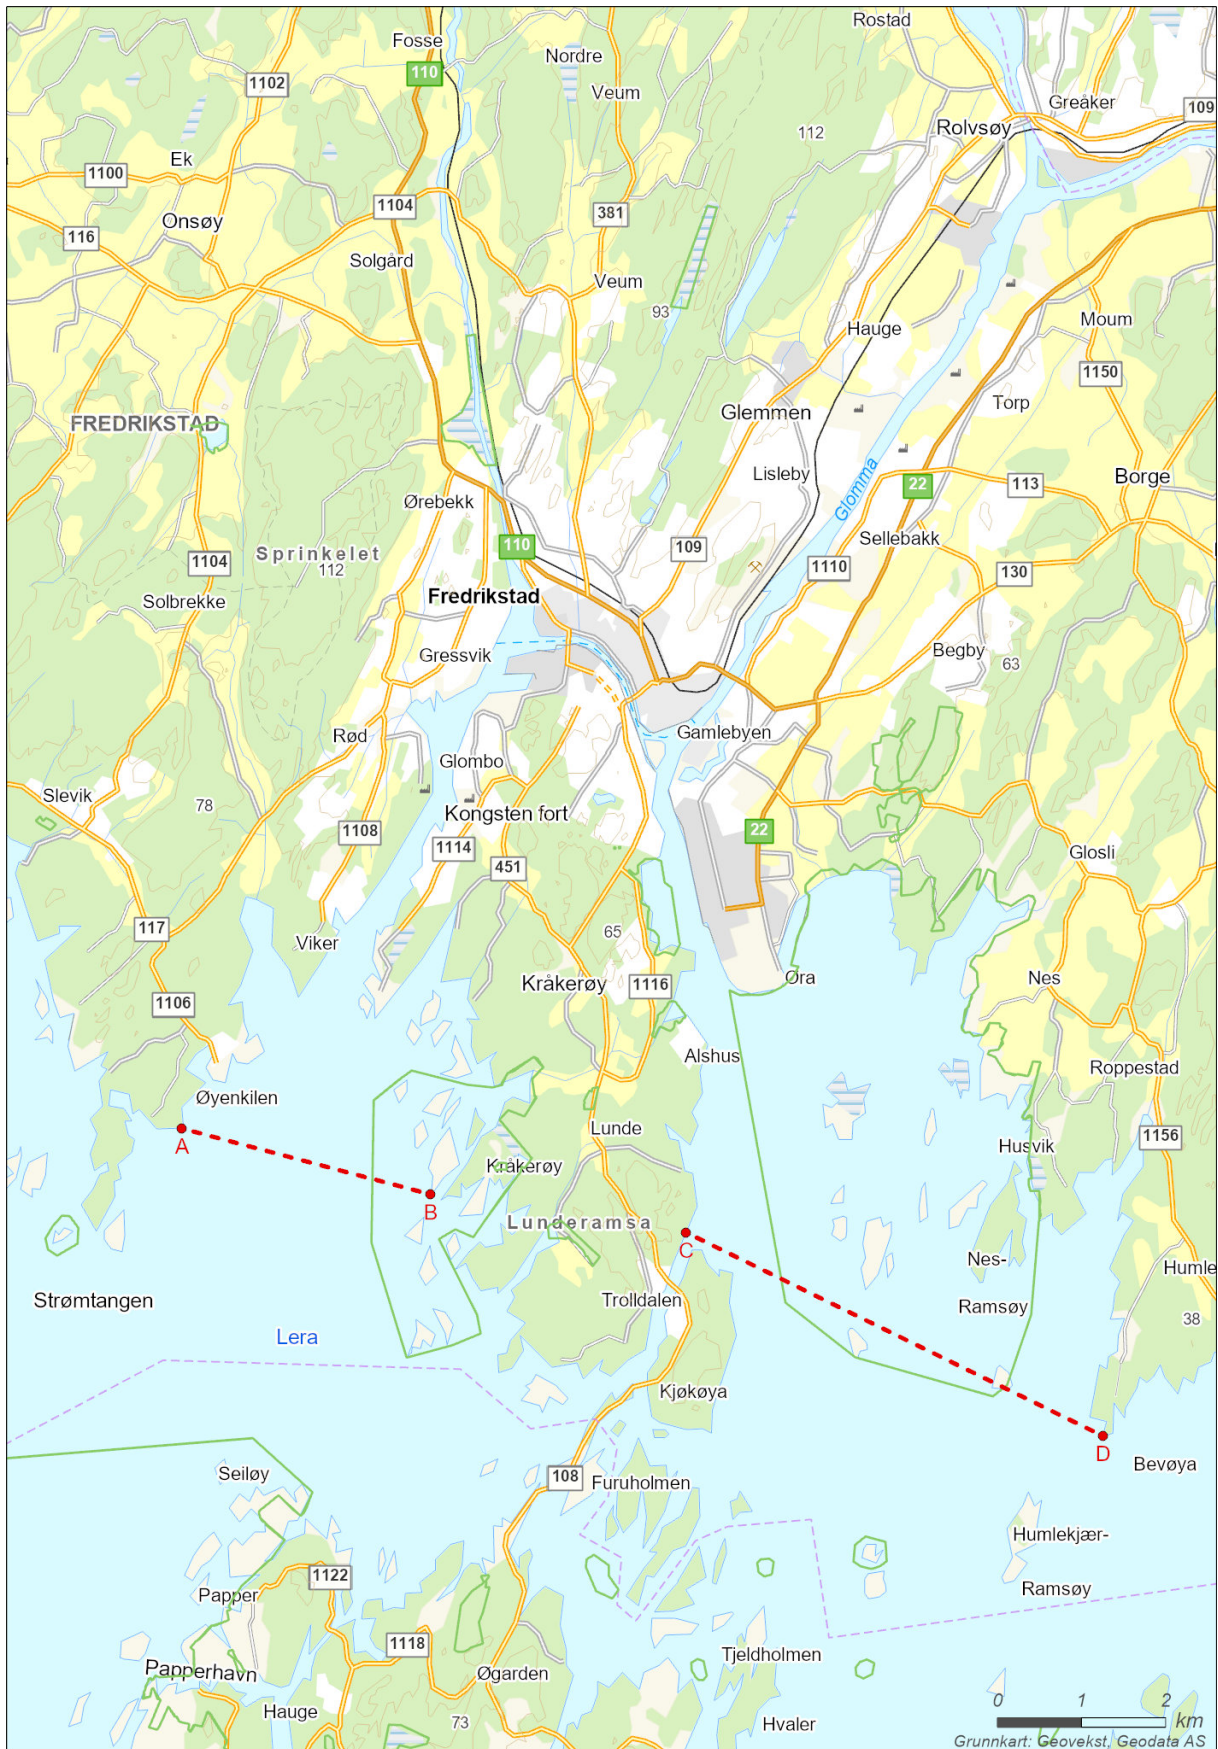 Rostad
Fosse
Nordre
110
1102
Veum
Greåker
109
Rolvsøy
112
Ek
1100
1104
381
Onsøy
116
Solgård
Veum
93
Moum
Hauge
1150
Torp
Glemmen
FREDRIKSTAD
Lisleby
Glomma
Borge
22
113
Ørebekk
Sellebakk
110
109
Sprinkelet
112
1104
1110
130
Fredrikstad
Solbrekke
Gressvik
Begby
63
Rød
Gamlebyen
Glombo
Slevik
78
Kongsten fort
1108
22
1114
Glosli
451
117
65
Viker
Kråkerøy
1116
Øra
Nes
1106
Alshus
Roppestad
Øyenkilen
Lunde
A
1156
Husvik
Kråkerøy
B
Lunderamsa
C
Nes-
Humle
Strømtangen
Trolldalen
Ramsøy
38
Lera
Kjøkøya
D
Bevøya
Seiløy
108
Furuholmen
Humlekjær-
1122
Papper
Ramsøy
1118
Tjeldholmen
Papperhavn
Øgarden
Hauge
73
Hvaler
0 1 2
km
Grunnkart: Geovekst, Geodata AS